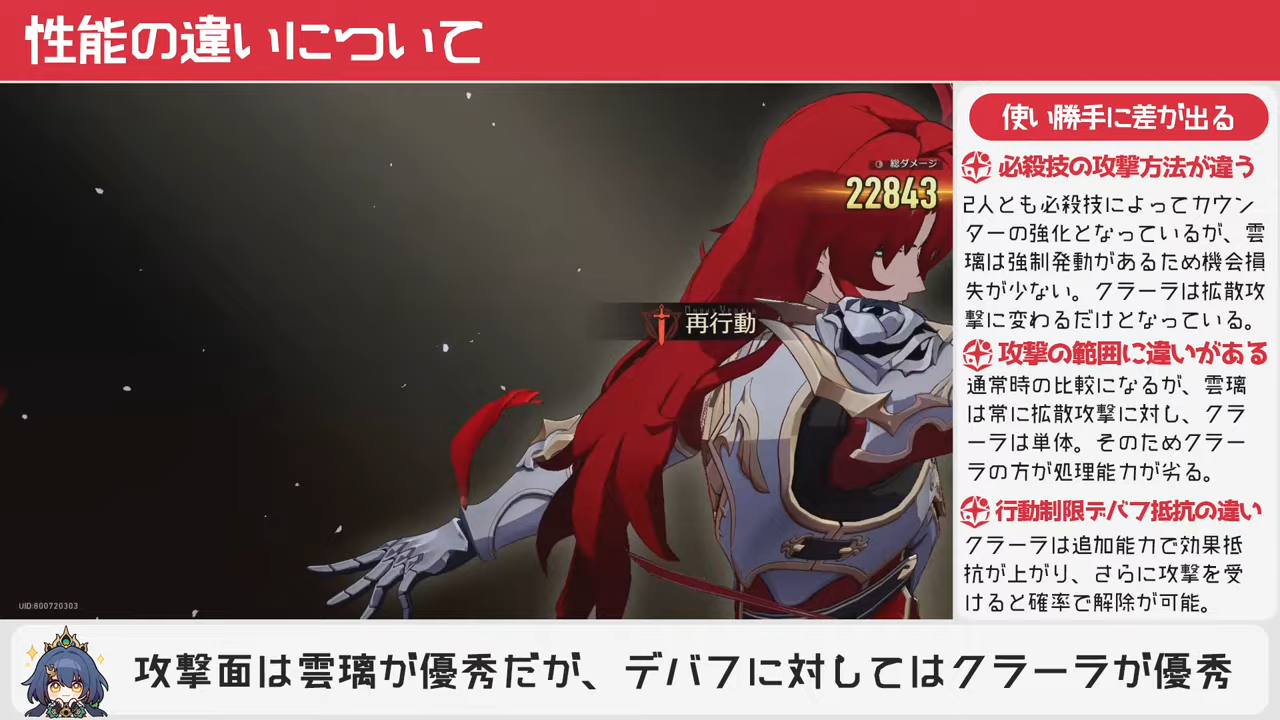 性能の違いについて
使い勝手に差が出る
必殺技の攻撃方法が違う
2人とも必殺技によってカウン
ターの強化となっているが、雲
璃は強制発動があるため機会損
失が少ない。クラーラは拡散攻
撃に変わるだけとなっている。
攻撃の範囲に違いがある
通常時の比較になるが、雲璃
は常に拡散攻撃に対し、クラ
ーラは単体。そのためクラー
ラの方が処理能力が劣る。
行動制限デバフ抵抗の違い
クラーラは追加能力で効果抵
抗が上がり、さらに攻撃を受
けると確率で解除が可能。
総ダメージ
22843
再行動
UID:800720303
攻撃面は雲璃が優秀だが、デバフに対してはクラーラが優秀